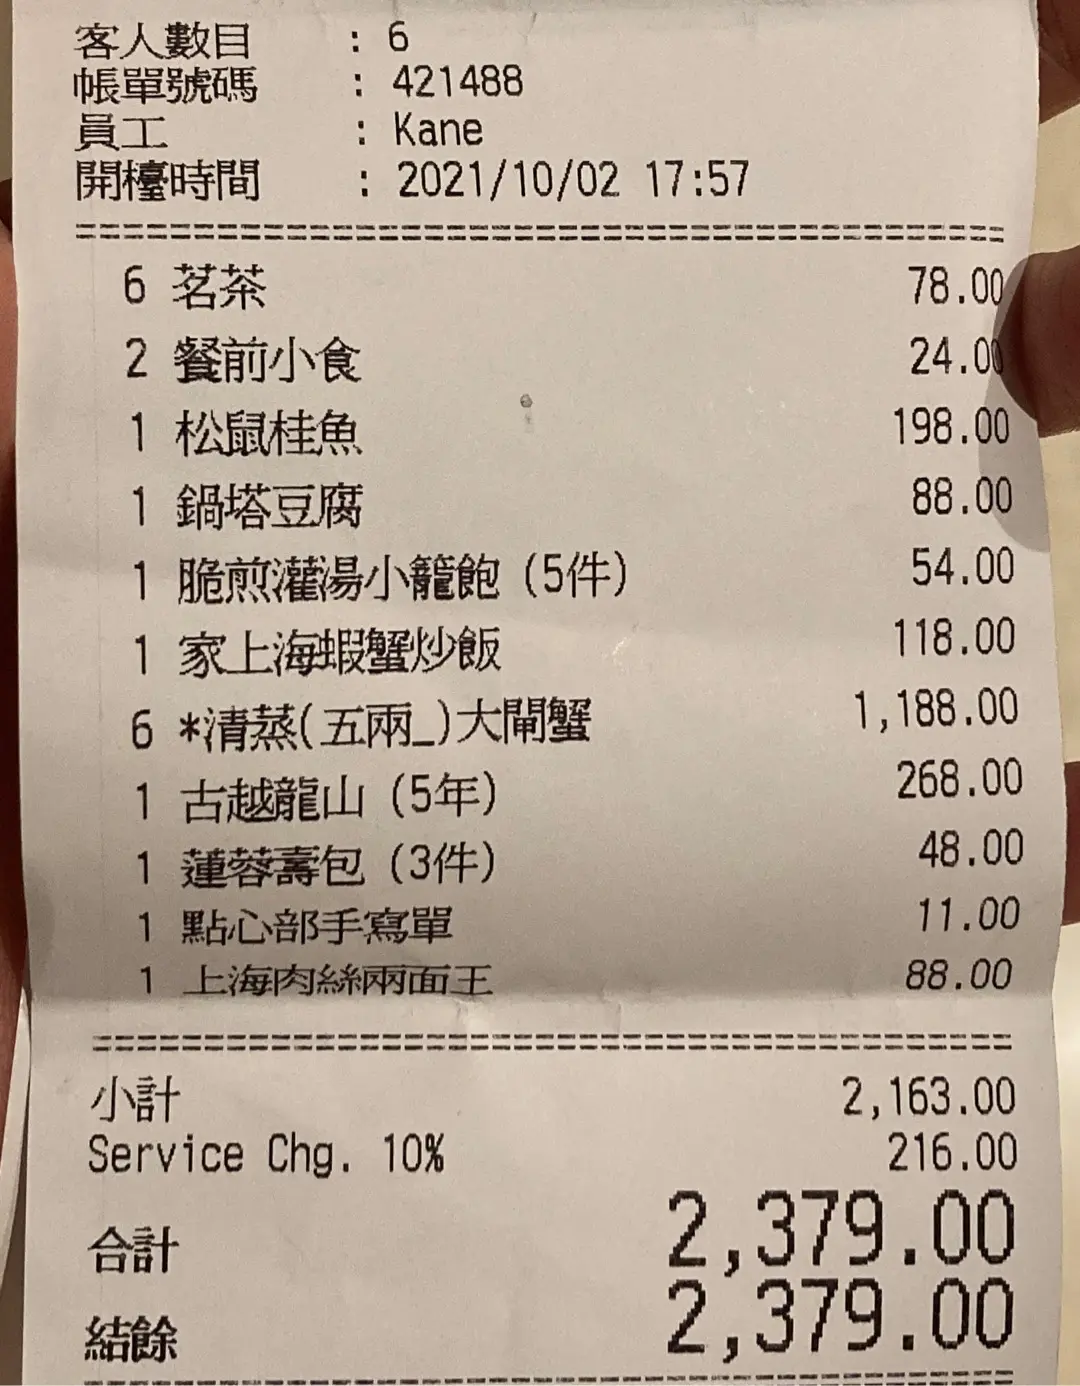 客人數目 : 6
帳單號碼 : 421488
員工 : Kane
開檯時間 : 2021/10/02 17:57
6 茗茶 78.00
2 餐前小食 24.00
1 松鼠桂魚 198.00
1 鍋塔豆腐 88.00
1 脆煎灌湯小籠飽 (5件) 54.00
1 家上海蝦蟹炒飯 118.00
6 *清蒸(五兩_)大閘蟹 1,188.00
1 古越龍山 (5年) 268.00
1 蓮蓉壽包 (3件) 48.00
1 點心部手寫單 11.00
1 上海肉絲兩面王 88.00
小計 2,163.00
Service Chg. 10% 216.00
合計 2,379.00
結餘 2,379.00